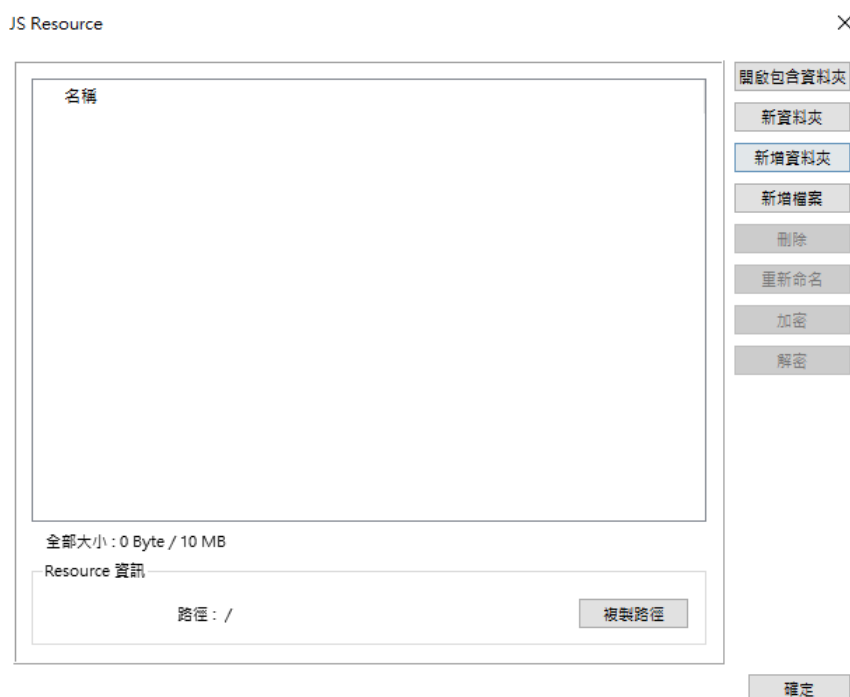 JS Resource
名稱
開啟包含資料夾
新資料夾
新增資料夾
新增檔案
刪除
重新命名
加密
解密
全部大小 : 0 Byte / 10 MB
Resource 資訊
路徑 : /
複製路徑
確定